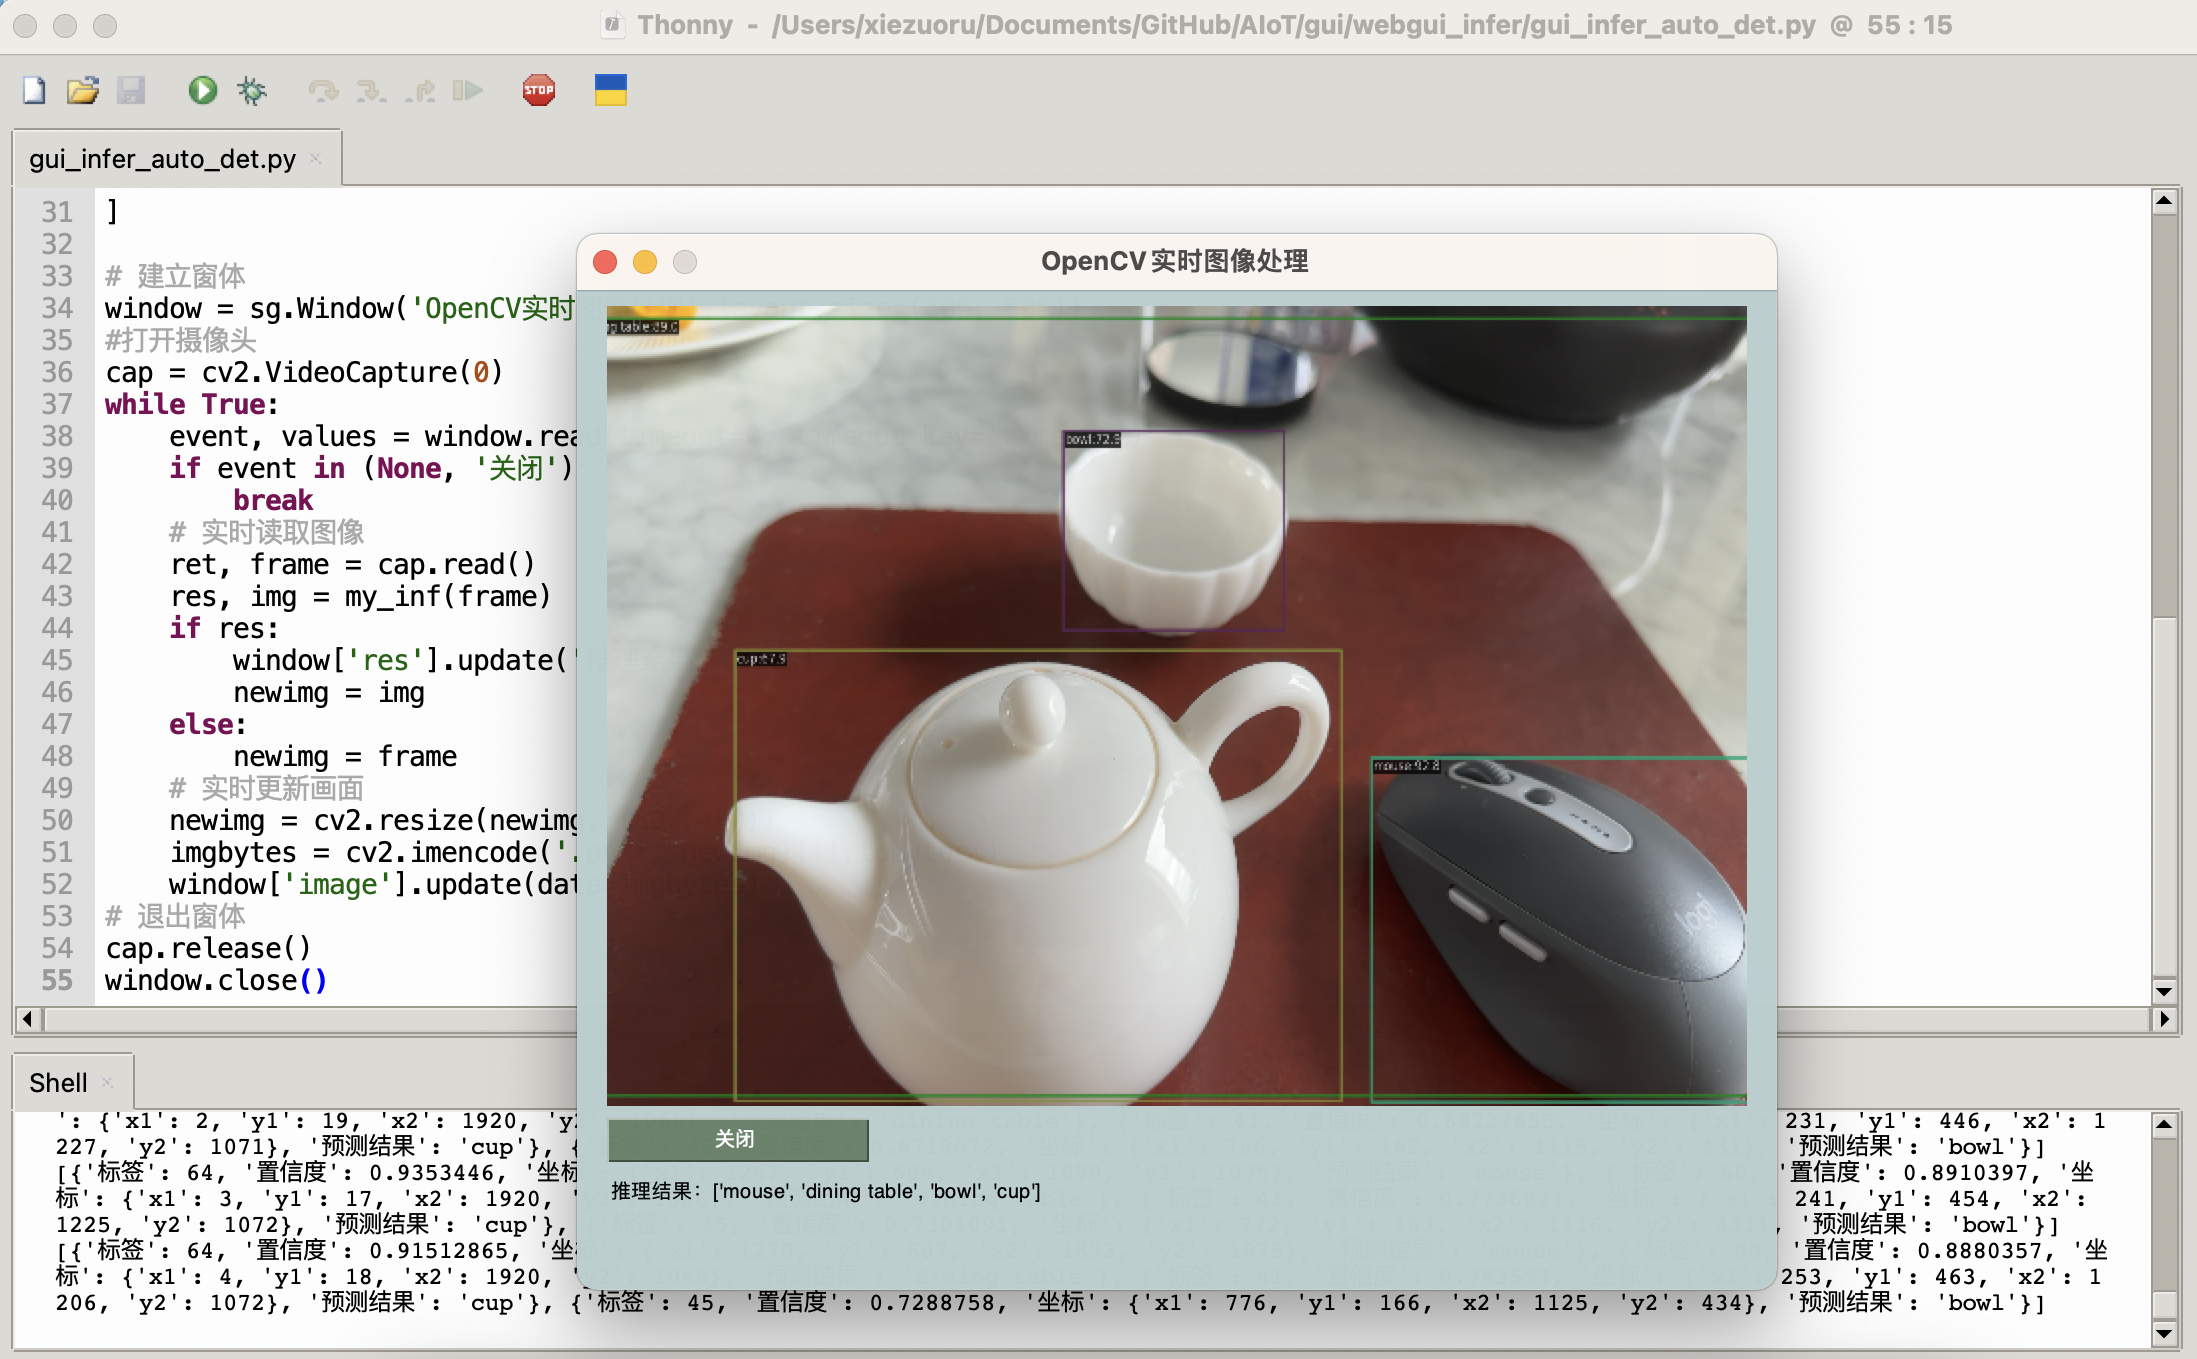 Thonny - /Users/xiezuoru/Documents/GitHub/AIoT/gui/webgui_infer/gui_infer_auto_det.py @ 55:15
STOP
gui_infer_auto_det.py
31 ]
32
33 # 建立窗体
34 window = sg.Window('OpenCV实时
35 #打开摄像头
36 cap = cv2.VideoCapture(0)
37 while True:
38 event, values = window.rea
39 if event in (None, '关闭')
40 break
41 # 实时读取图像
42 ret, frame = cap.read()
43 res, img = my_inf(frame)
44 if res:
45 window['res'].update('
46 newimg = img
47 else:
48 newimg = frame
49 # 实时更新画面
50 newimg = cv2.resize(newimg
51 imgbytes = cv2.imencode('.
52 window['image'].update(dat
53 # 退出窗体
54 cap.release()
55 window.close()
OpenCV实时图像处理
bowl:72.9
mouse:92.8
logi
关闭
推理结果：['mouse', 'dining table', 'bowl', 'cup']
Shell
': {'x1': 2, 'y1': 19, 'x2': 1920, 'y2 231, 'y1': 446, 'x2': 1
227, 'y2': 1071}, '预测结果': 'cup'}, { '预测结果': 'bowl'}]
[{'标签': 64, '置信度': 0.9353446, '坐标 '置信度': 0.8910397, '坐
标': {'x1': 3, 'y1': 17, 'x2': 1920, 241, 'y1': 454, 'x2':
1225, 'y2': 1072}, '预测结果': 'cup'}, , '预测结果': 'bowl'}]
[{'标签': 64, '置信度': 0.91512865, '坐 '置信度': 0.8880357, '坐
标': {'x1': 4, 'y1': 18, 'x2': 1920, 253, 'y1': 463, 'x2': 1
206, 'y2': 1072}, '预测结果': 'cup'}, {'标签': 45, '置信度': 0.7288758, '坐标': {'x1': 776, 'y1': 166, 'x2': 1125, 'y2': 434}, '预测结果': 'bowl'}]